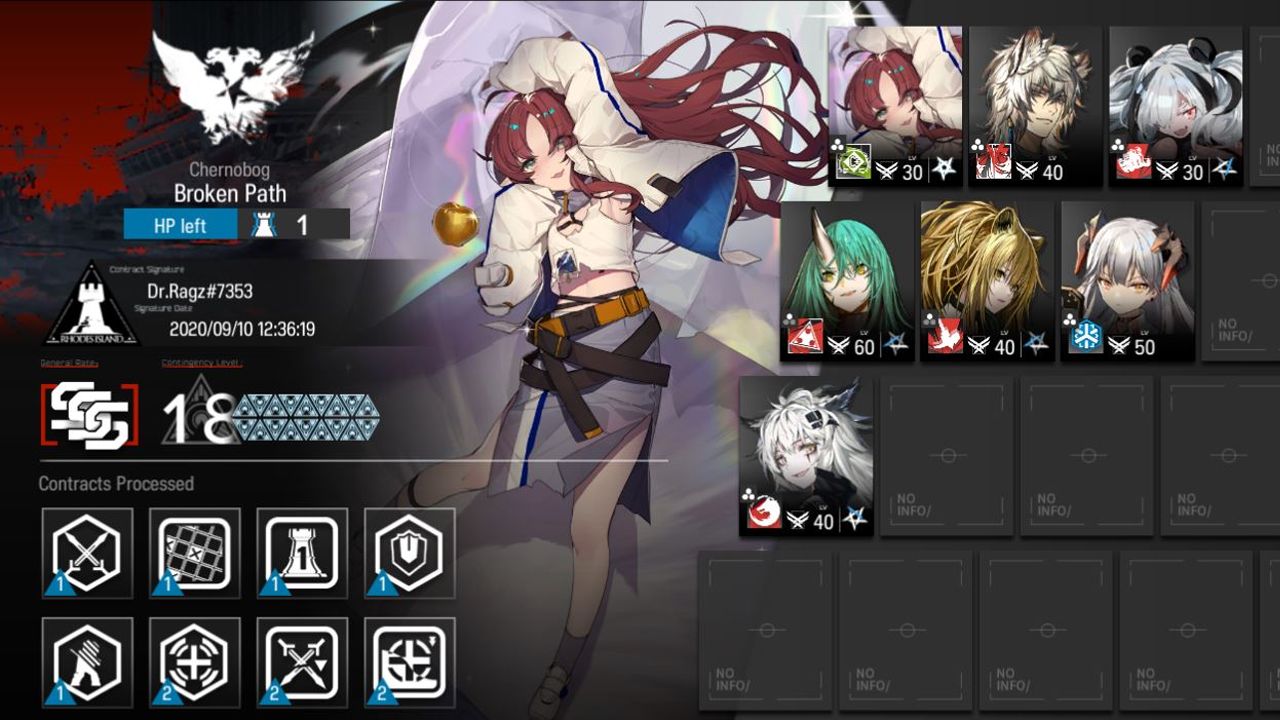 Chernobog
Broken Path
HP left 1
Contract Signature
Dr.Ragz#7353
Signature Date
2020/09/10 12:36:19
RHODES ISLAND
General Rate:
Contingency Level:
SSS
18
Contracts Processed
1
1
1
1
1
2
2
2
LV
30
LV
40
LV
30
NO
IN
LV
60
LV
40
LV
50
NO
INFO/
LV
40
NO
INFO/
NO
INFO/
NO
INFO/
NO
INFO/
NO
INFO/
NO
INFO/
NO
INFO/